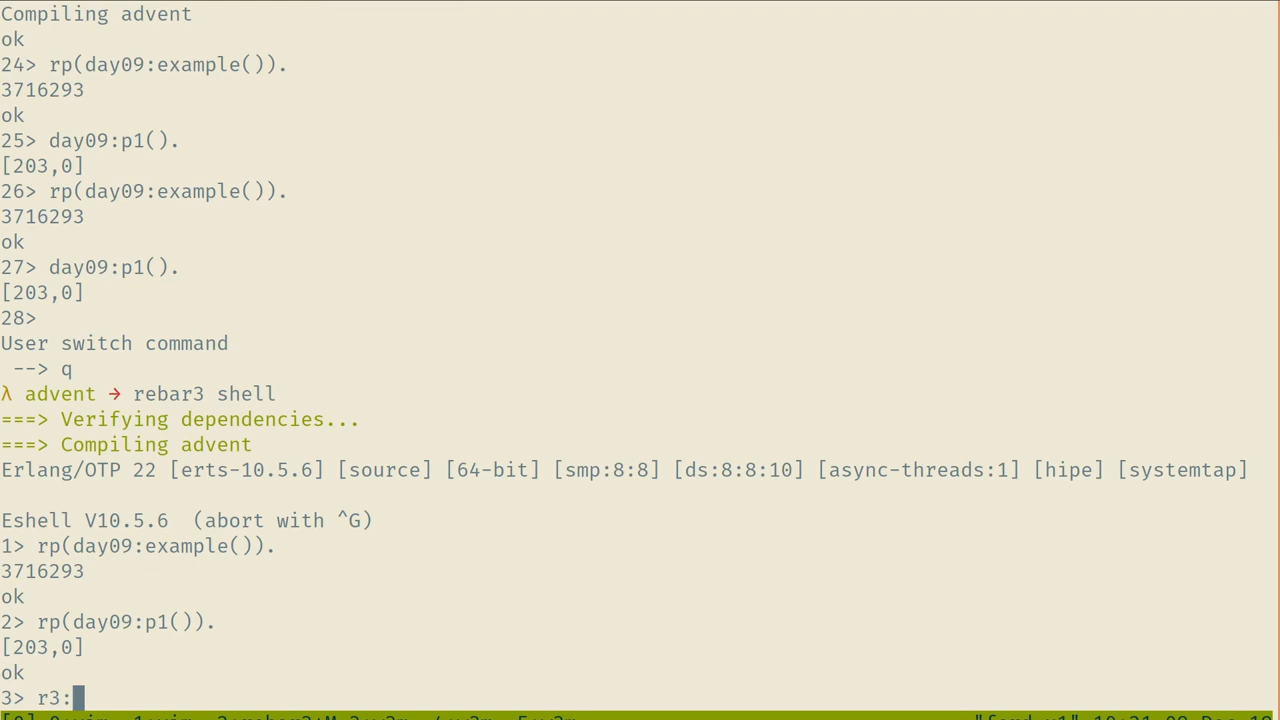 Compiling advent
ok
24> rp(day09:example()).
3716293
ok
25> day09:p1().
[203,0]
26> rp(day09:example()).
3716293
ok
27> day09:p1().
[203,0]
28>
User switch command
 --> q
λ advent → rebar3 shell
===> Verifying dependencies...
===> Compiling advent
Erlang/OTP 22 [erts-10.5.6] [source] [64-bit] [smp:8:8] [ds:8:8:10] [async-threads:1] [hipe] [systemtap]
Eshell V10.5.6  (abort with ^G)
1> rp(day09:example()).
3716293
ok
2> rp(day09:p1()).
[203,0]
ok
3> r3: